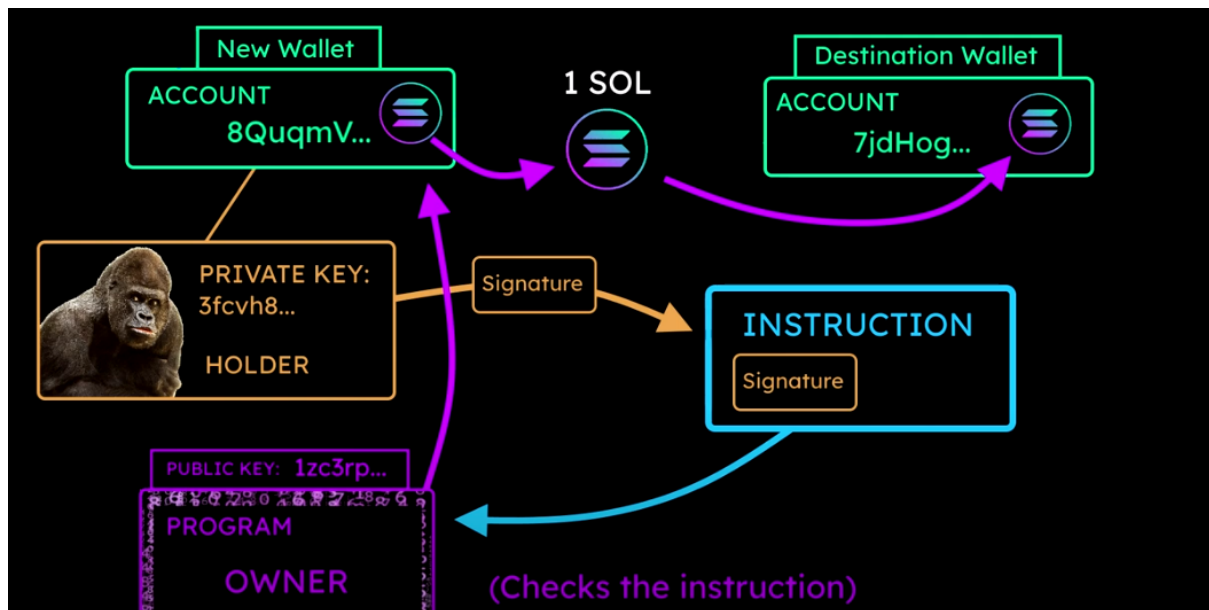 New Wallet
ACCOUNT
8QuqmV...
1 SOL
Destination Wallet
ACCOUNT
7jdHog...
PRIVATE KEY:
3fcvh8...
HOLDER
Signature
INSTRUCTION
Signature
PUBLIC KEY: 1zc3rp...
PROGRAM
OWNER
(Checks the instruction)